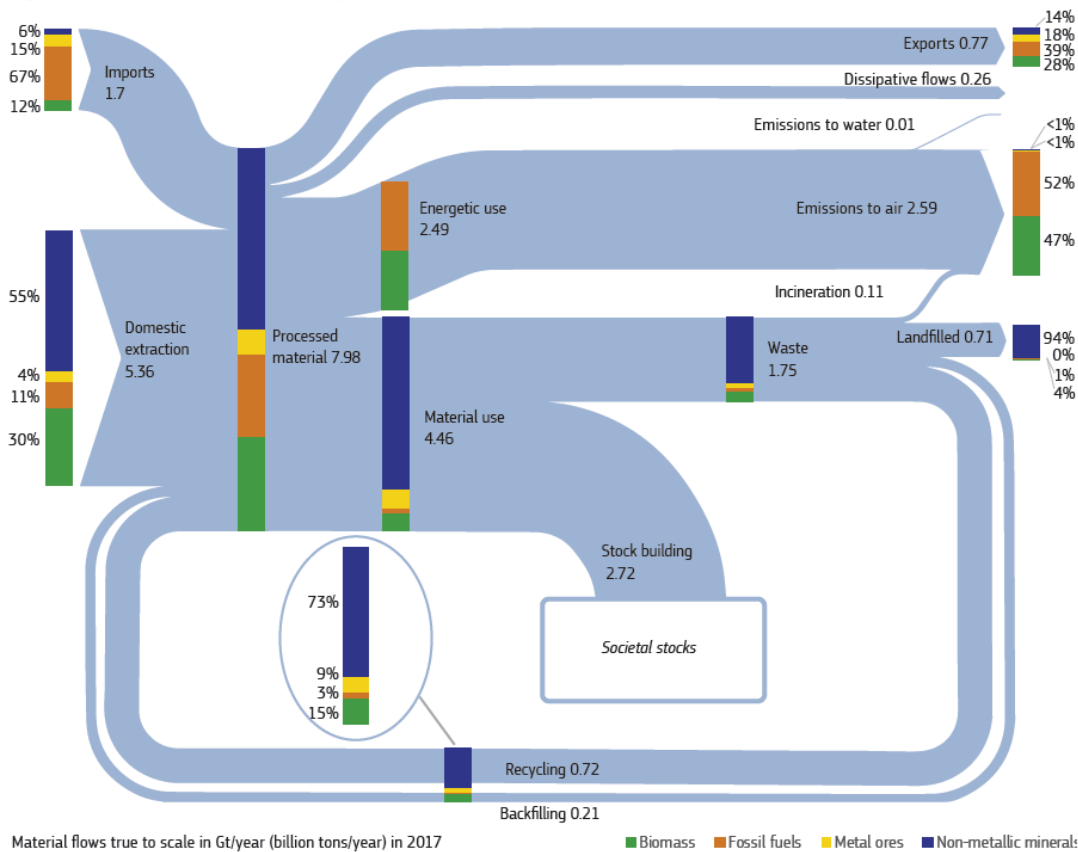 6%
15%
67%
12%
Imports
1.7
Exports 0.77
14%
18%
39%
28%
Dissipative flows 0.26
Emissions to water 0.01
<1%
<1%
52%
47%
Energetic use
2.49
Emissions to air 2.59
55%
4%
11%
30%
Domestic
extraction
5.36
Processed
material 7.98
Incineration 0.11
Landfilled 0.71
94%
0%
1%
4%
Waste
1.75
Material use
4.46
Stock building
2.72
Societal stocks
73%
9%
3%
15%
Recycling 0.72
Backfilling 0.21
Material flows true to scale in Gt/year (billion tons/year) in 2017
Biomass
Fossil fuels
Metal ores
Non-metallic minerals